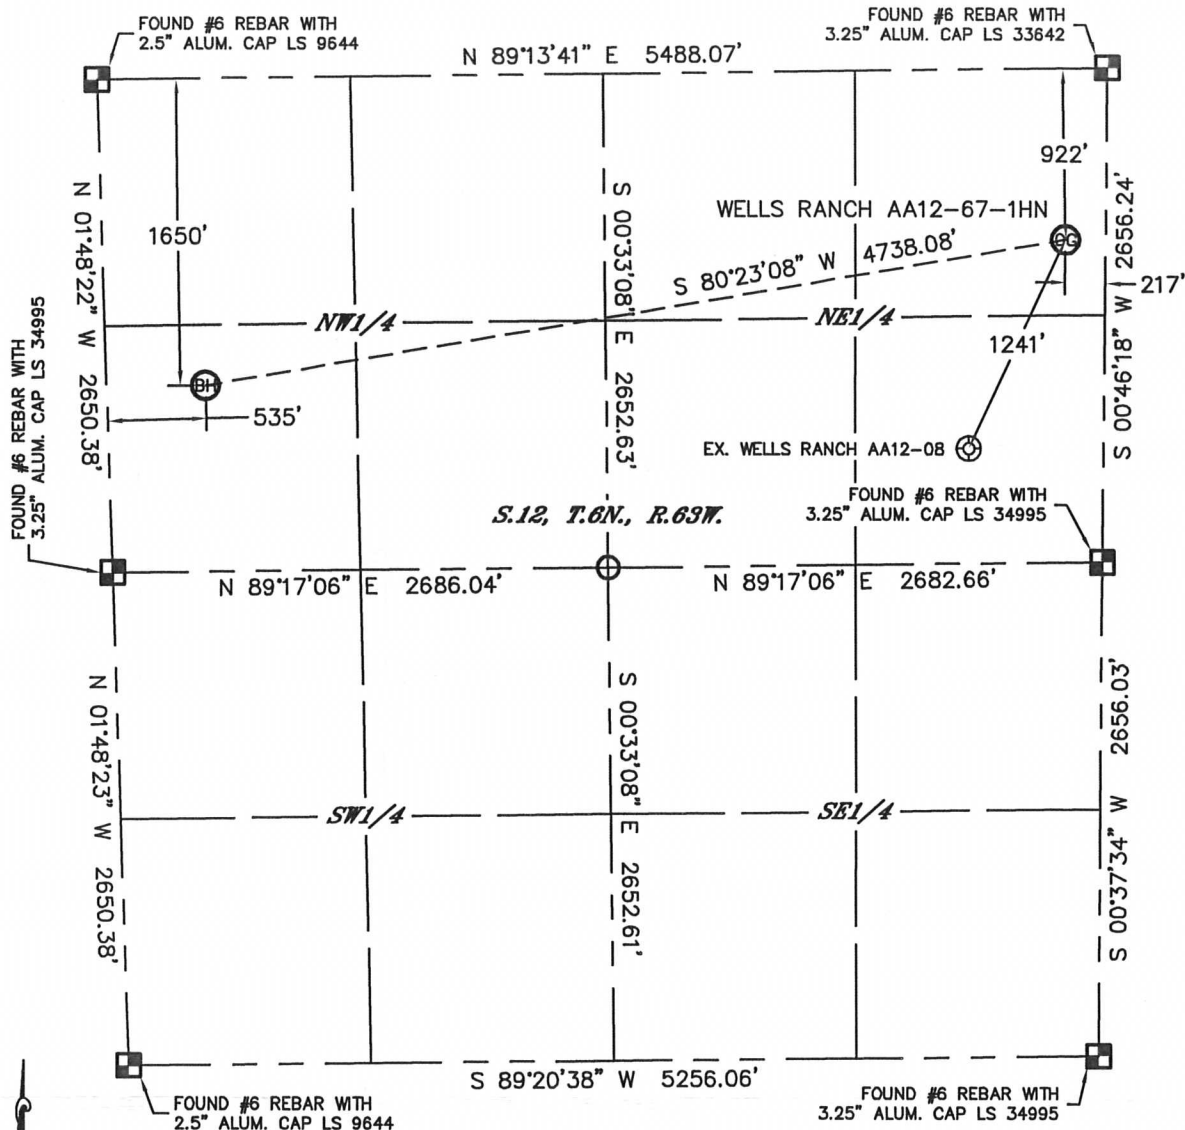 FOUND #6 REBAR WITH
2.5" ALUM. CAP LS 9644
FOUND #6 REBAR WITH
3.25" ALUM. CAP LS 33642
N 89°13'41" E 5488.07'
922'
N 01°48'22" W 2650.38'
1650'
S 00°33'08" E 2652.63'
WELLS RANCH AA12-67-1HN
OG
S 80°23'08" W 4738.08'
217'
S 00°46'18" W 2656.24'
NW1/4
NE1/4
1241'
FOUND #6 REBAR WITH
3.25" ALUM. CAP LS 34995
BH
535'
EX. WELLS RANCH AA12-08
S.12, T.6N., R.63W.
FOUND #6 REBAR WITH
3.25" ALUM. CAP LS 34995
N 89°17'06" E 2686.04'
N 89°17'06" E 2682.66'
N 01°48'23" W 2650.38'
S 00°33'08" E 2652.61'
S 00°37'34" W 2656.03'
SW1/4
SE1/4
S 89°20'38" W 5256.06'
FOUND #6 REBAR WITH
2.5" ALUM. CAP LS 9644
FOUND #6 REBAR WITH
3.25" ALUM. CAP LS 34995